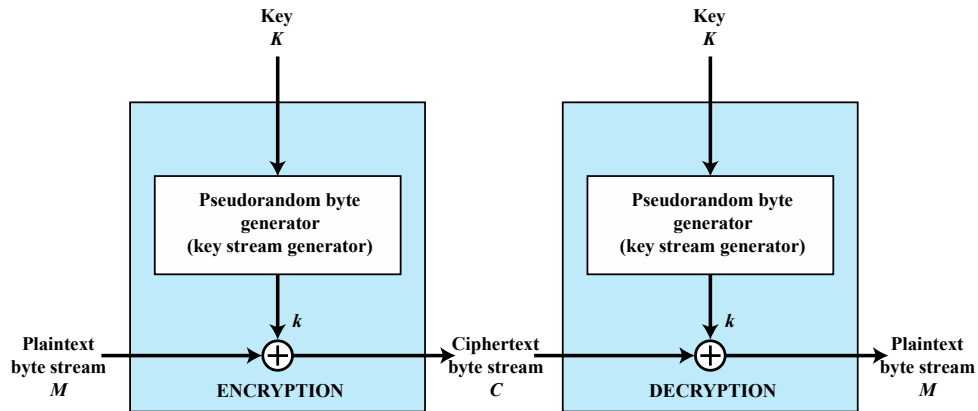 Key
K
Key
K
Pseudorandom byte
generator
(key stream generator)
Pseudorandom byte
generator
(key stream generator)
k
k
Plaintext
byte stream
M
ENCRYPTION
Ciphertext
byte stream
C
DECRYPTION
Plaintext
byte stream
M